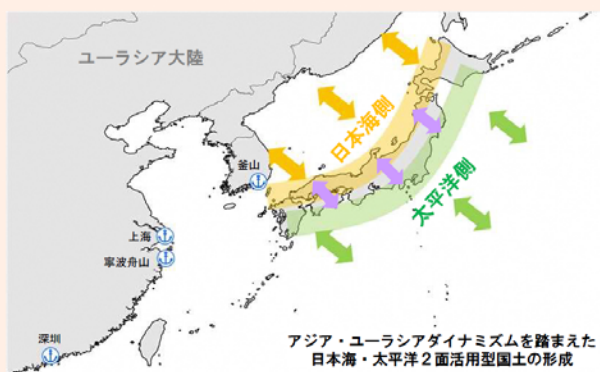 ユーラシア大陸
日本海側
釜山
太平洋側
上海
寧波舟山
深圳
アジア・ユーラシアダイナミズムを踏まえた
日本海・太平洋２面活用型国土の形成